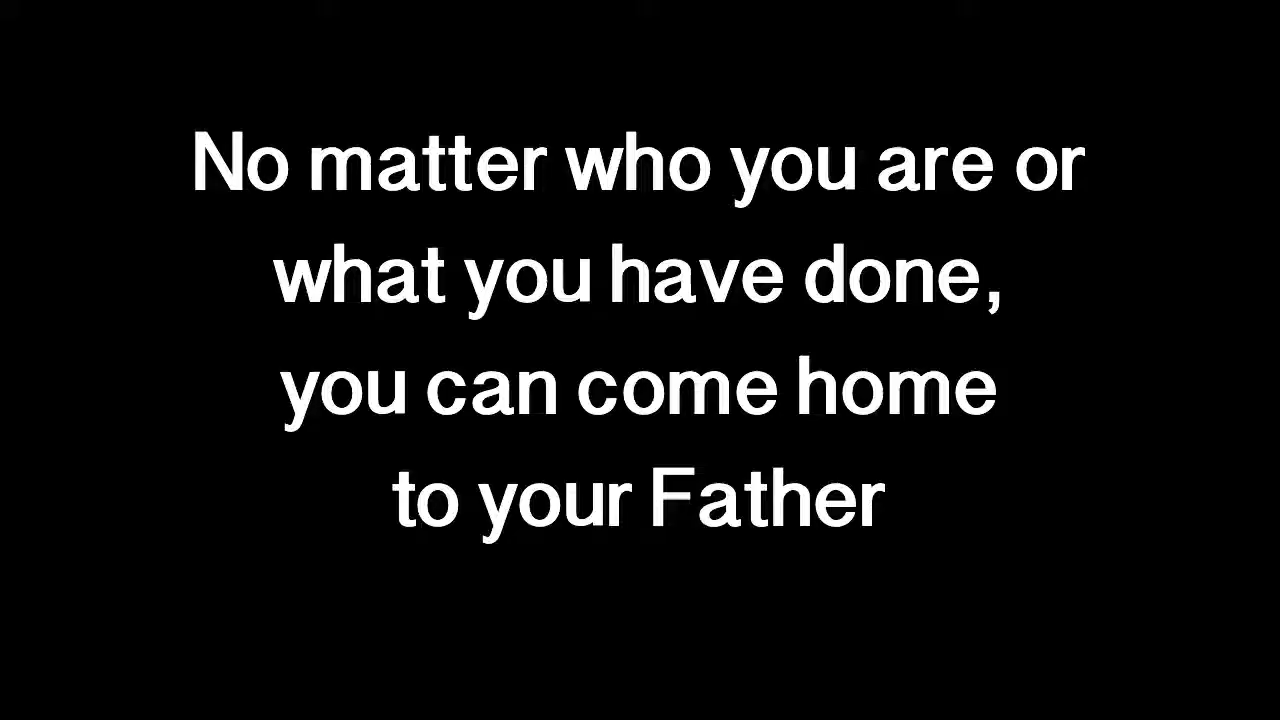 No matter who you are or
what you have done,
you can come home
to your Father